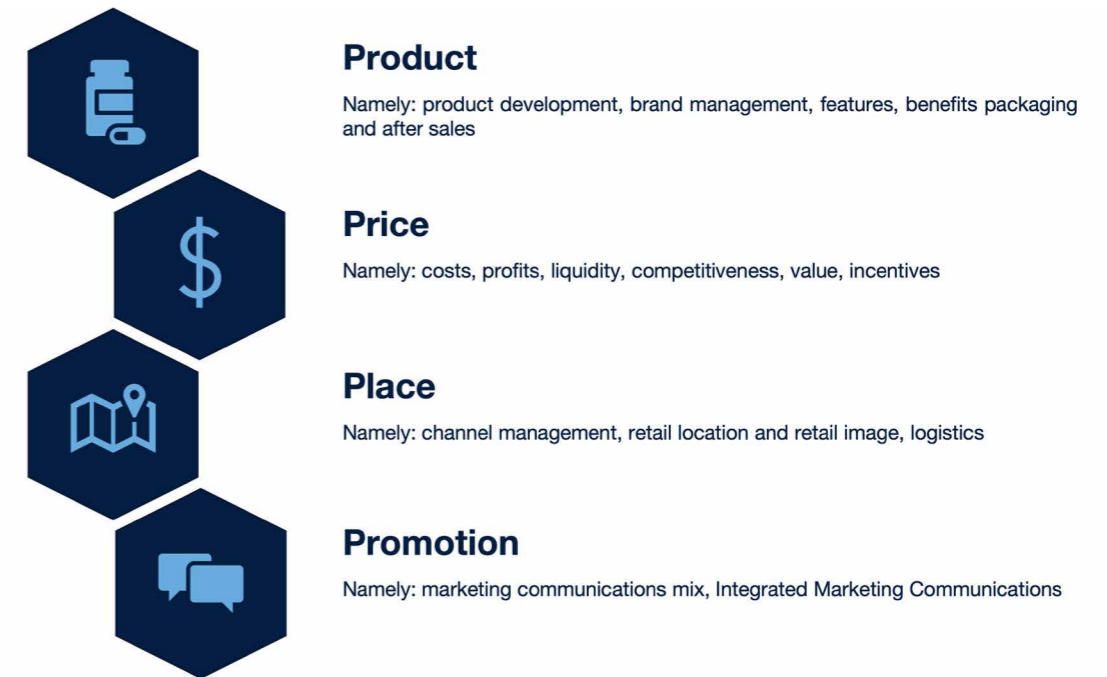 Product
Namely: product development, brand management, features, benefits packaging
and after sales
Price
Namely: costs, profits, liquidity, competitiveness, value, incentives
Place
Namely: channel management, retail location and retail image, logistics
Promotion
Namely: marketing communications mix, Integrated Marketing Communications